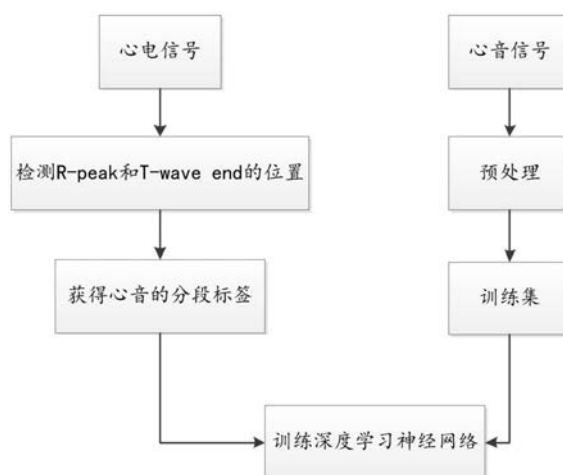 心电信号
心音信号
检测R-peak和T-wave end的位置
预处理
获得心音的分段标签
训练集
训练深度学习神经网络